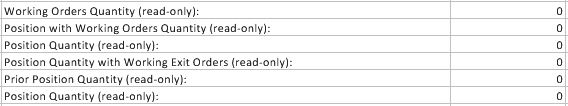 Working Orders Quantity (read-only): 0
Position with Working Orders Quantity (read-only): 0
Position Quantity (read-only): 0
Position Quantity with Working Exit Orders (read-only): 0
Prior Position Quantity (read-only): 0
Position Quantity (read-only): 0